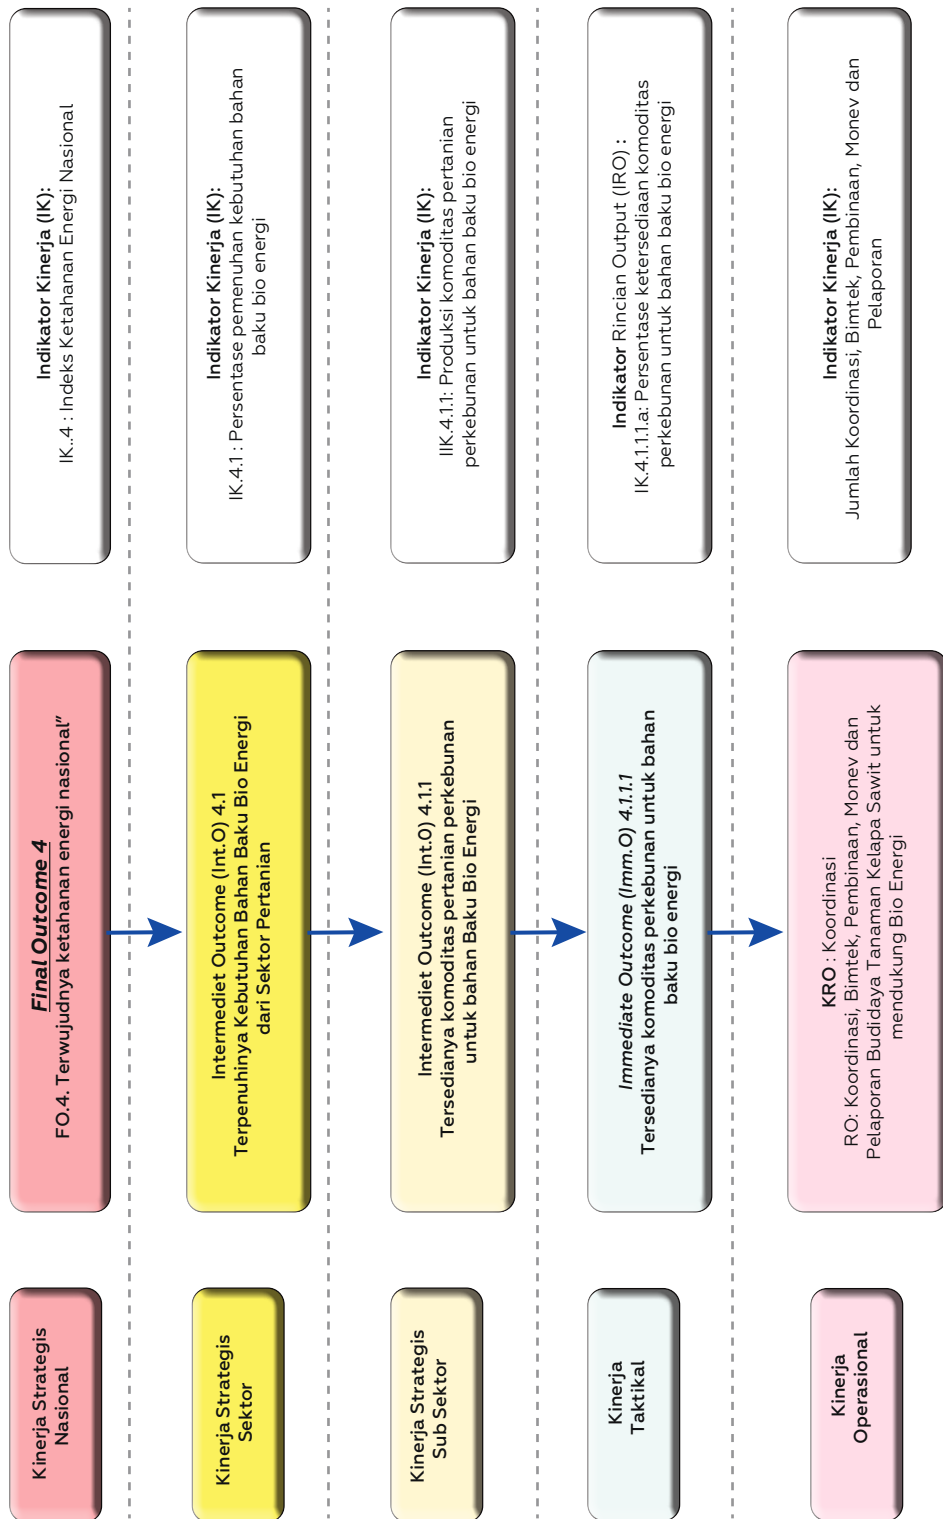 Kinerja Strategis
Nasional
Final Outcome 4
FO.4. Terwujudnya ketahanan energi nasional”
Indikator Kinerja (IK):
IK..4 : Indeks Ketahanan Energi Nasional
Kinerja Strategis
Sektor
Intermediet Outcome (Int.O) 4.1
Terpenuhinya Kebutuhan Bahan Baku Bio Energi
dari Sektor Pertanian
Indikator Kinerja (IK):
IK.4.1 : Persentase pemenuhan kebutuhan bahan
baku bio energi
Kinerja Strategis
Sub Sektor
Intermediet Outcome (Int.O) 4.1.1
Tersedianya komoditas pertanian perkebunan
untuk bahan Baku Bio Energi
Indikator Kinerja (IK):
IIK.4.1.1: Produksi komoditas pertanian
perkebunan untuk bahan baku bio energi
Kinerja
Taktikal
Immediate Outcome (Imm.O) 4.1.1.1
Tersedianya komoditas perkebunan untuk bahan
baku bio energi
Indikator Rincian Output (IRO) :
IK.4.1.1.1.a: Persentase ketersediaan komoditas
perkebunan untuk bahan baku bio energi
Kinerja
Operasional
KRO : Koordinasi
RO: Koordinasi, Bimtek, Pembinaan, Monev dan
Pelaporan Budidaya Tanaman Kelapa Sawit untuk
mendukung Bio Energi
Indikator Kinerja (IK):
Jumlah Koordinasi, Bimtek, Pembinaan, Monev dan
Pelaporan